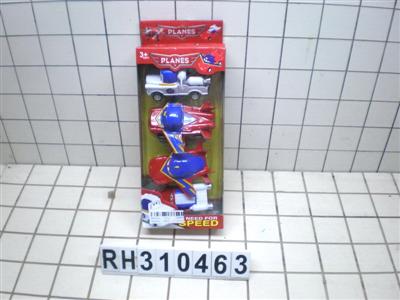 PLANES
3+
PLANES
NEED FOR
SPEED
RH310463